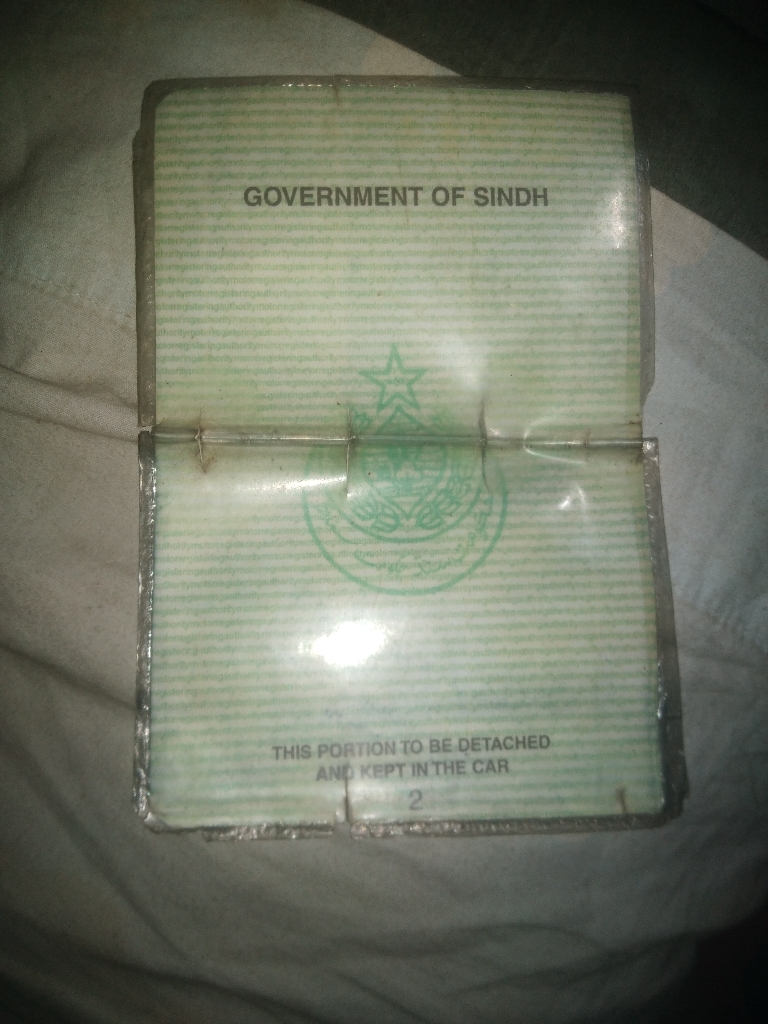 GOVERNMENT OF SINDH
THIS PORTION TO BE DETACHED
AND KEPT IN THE CAR
2